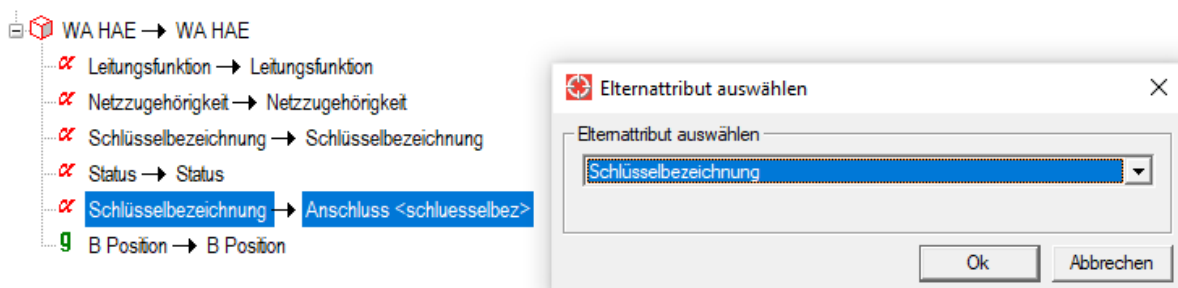 WA HAE → WA HAE
α Leitungsfunktion → Leitungsfunktion
α Netzzugehörigkeit → Netzzugehörigkeit
α Schlüsselbezeichnung → Schlüsselbezeichnung
α Status → Status
α Schlüsselbezeichnung → Anschluss <schluesselbez>
g B Position → B Position
Elternattribut auswählen
Elternattribut auswählen
Schlüsselbezeichnung
Ok Abbrechen